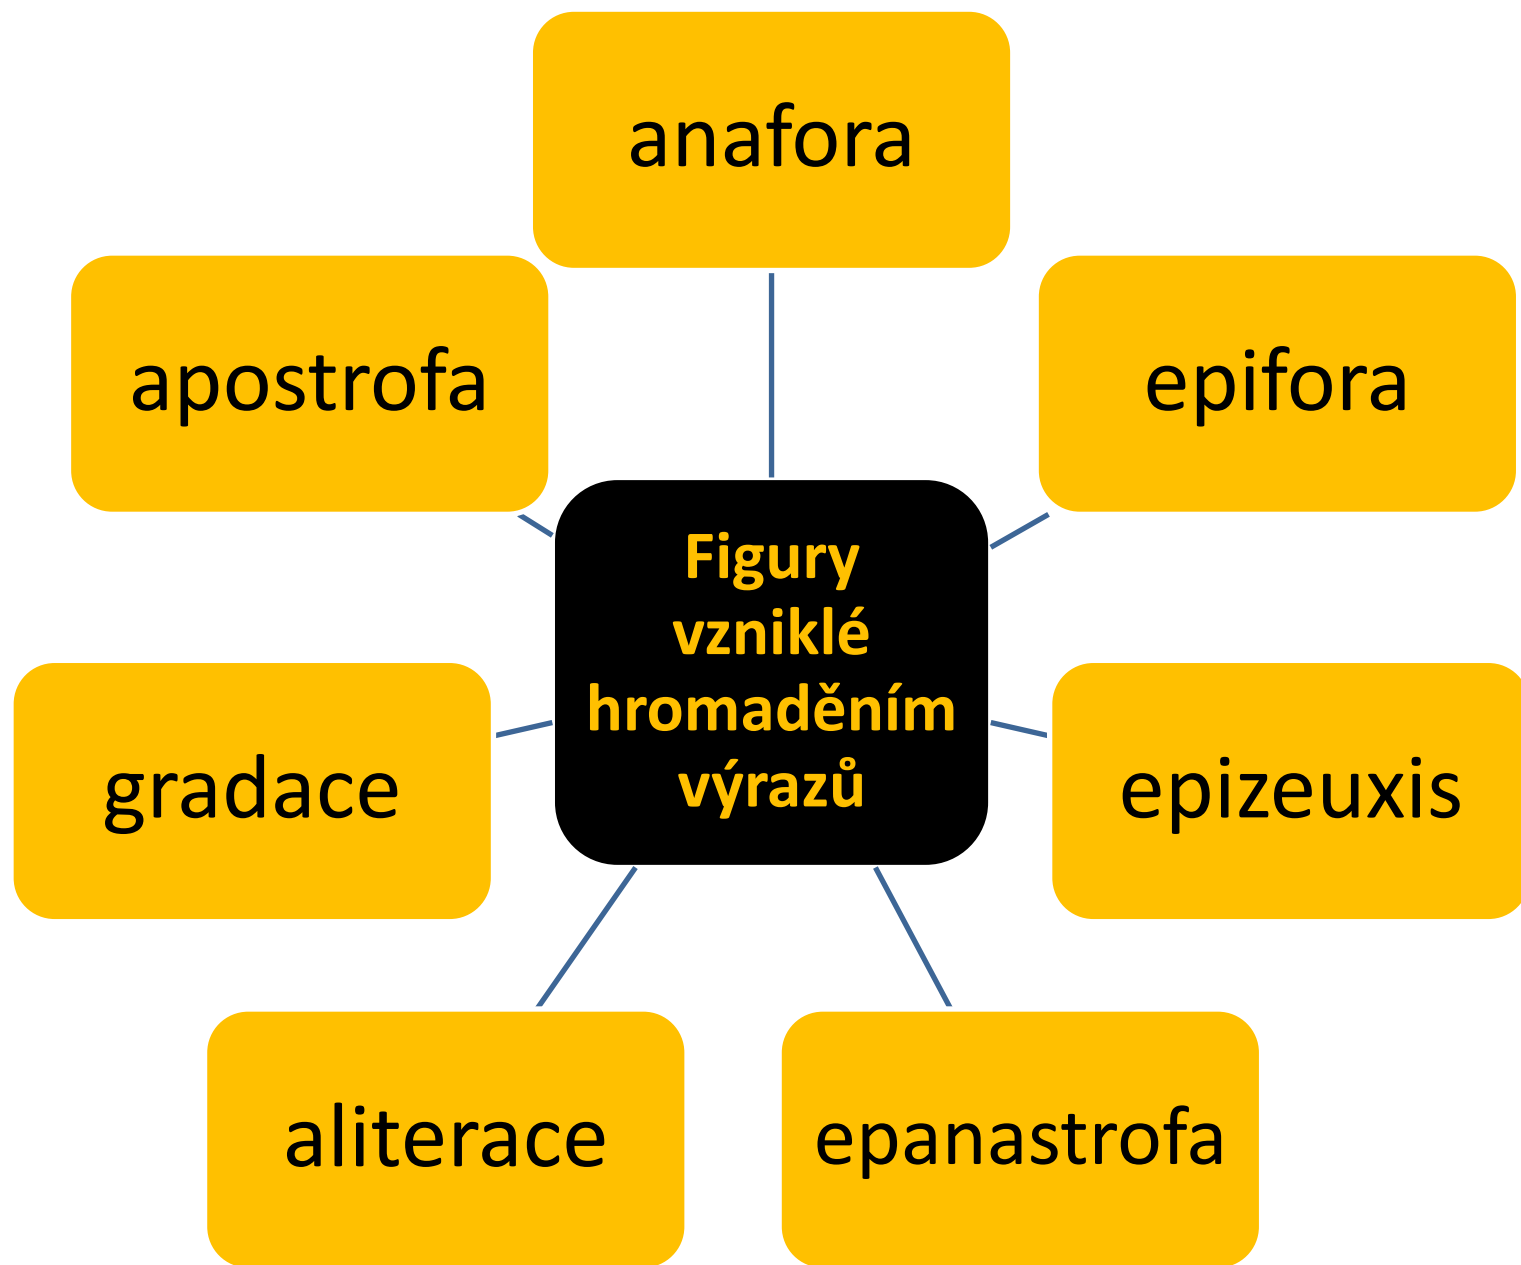 anafora
apostrofa
epifora
Figury
vzniklé
hromaděním
výrazů
gradace
epizeuxis
aliterace
epanastrofa